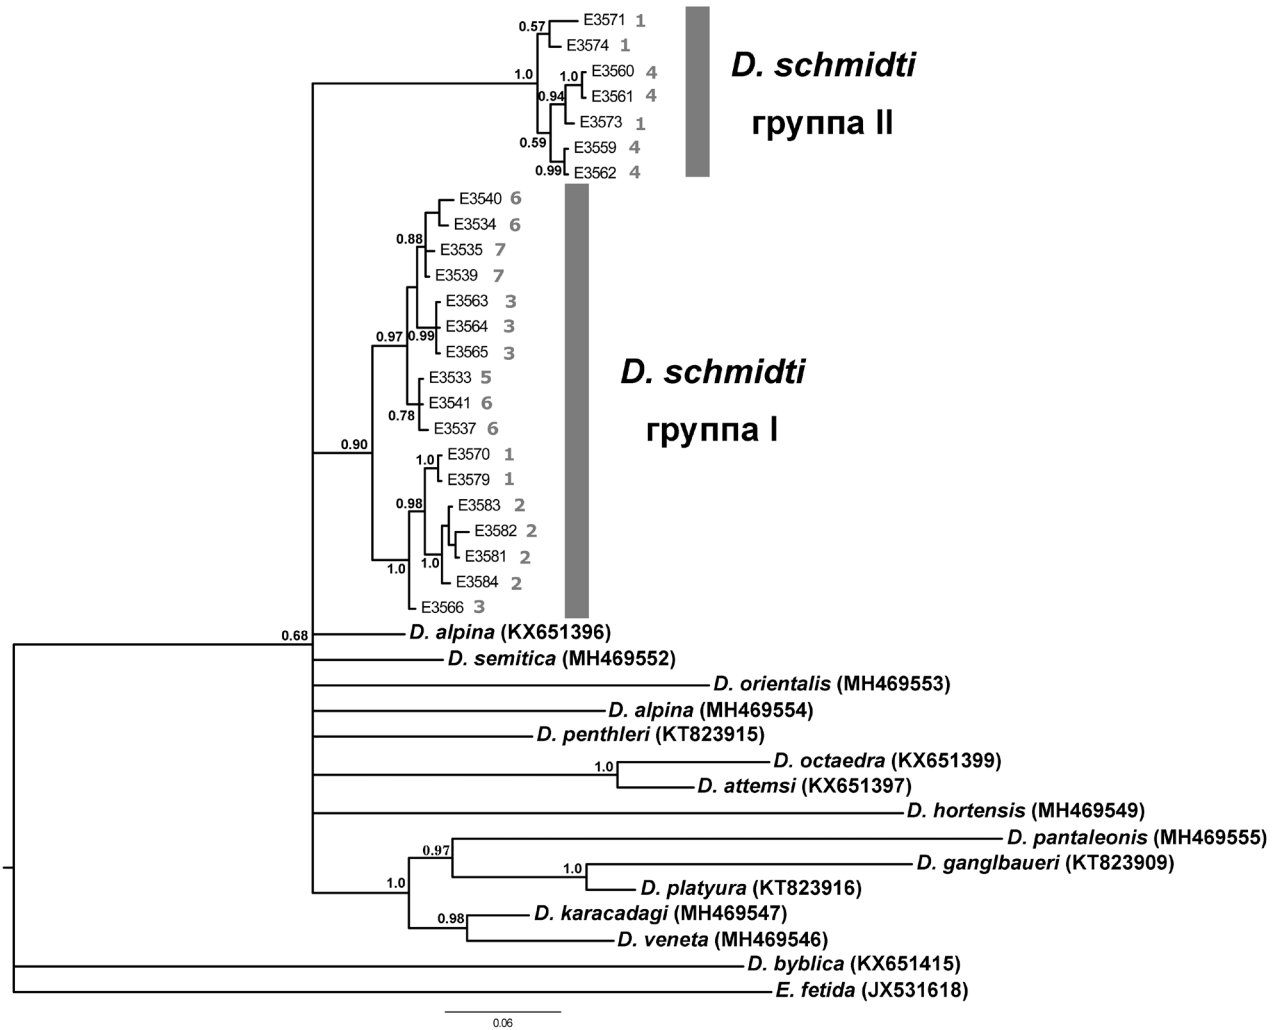 0.57 E3571 1
E3574 1
1.0
D. schmidti
группа II
1.0 E3560 4
0.94 E3561 4
E3573 1
0.59 E3559 4
0.99 E3562 4
E3540 6
E3534 6
0.88 E3535 7
E3539 7
E3563 3
E3564 3
0.97 0.99 E3565 3
D. schmidti
группа I
E3533 5
E3541 6
0.78 E3537 6
0.90
1.0 E3570 1
E3579 1
0.98 E3583 2
E3582 2
E3581 2
1.0 1.0
E3584 2
E3566 3
0.68
D. alpina (KX651396)
D. semitica (MH469552)
D. orientalis (MH469553)
D. alpina (MH469554)
D. penthleri (KT823915)
1.0 D. octaedra (KX651399)
D. attemsi (KX651397)
D. hortensis (MH469549)
D. pantaleonis (MH469555)
0.97
1.0 D. ganglbaueri (KT823909)
1.0 D. platyura (KT823916)
0.98 D. karacadagi (MH469547)
D. veneta (MH469546)
D. byblica (KX651415)
E. fetida (JX531618)
0.06